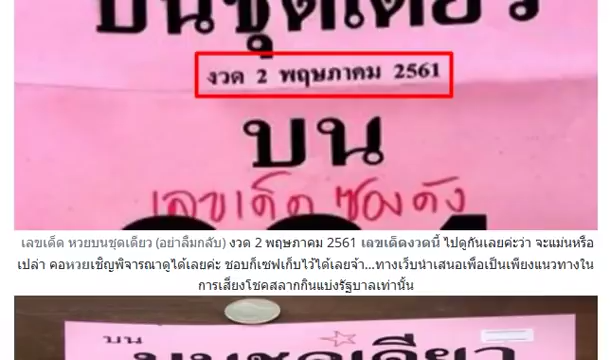 บนชุดเดียว
งวด 2 พฤษภาคม 2561
บน
เลขเด็ด ซองดัง
เลขเด็ด หวยบนชุดเดียว (อย่าลืมกลับ) งวด 2 พฤษภาคม 2561 เลขเด็ดงวดนี้ ไปดูกันเลยค่ะว่า จะแม่นหรือ
เปล่า คอหวยเชิญพิจารณาดูได้เลยค่ะ ชอบก็เซฟเก็บไว้ได้เลยจ้า...ทางเว็บนำเสนอเพื่อเป็นเพียงแนวทางใน
การเสี่ยงโชคสลากกินแบ่งรัฐบาลเท่านั้น
บน
บนชุดเดียว